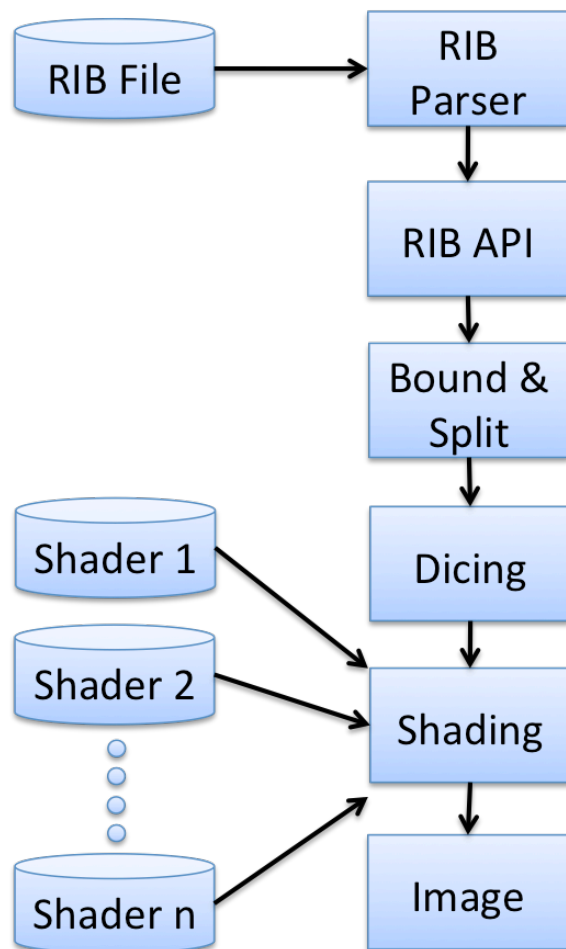 RIB File
RIB
Parser
RIB API
Bound &
Split
Shader 1
Dicing
Shader 2
Shading
Shader n
Image